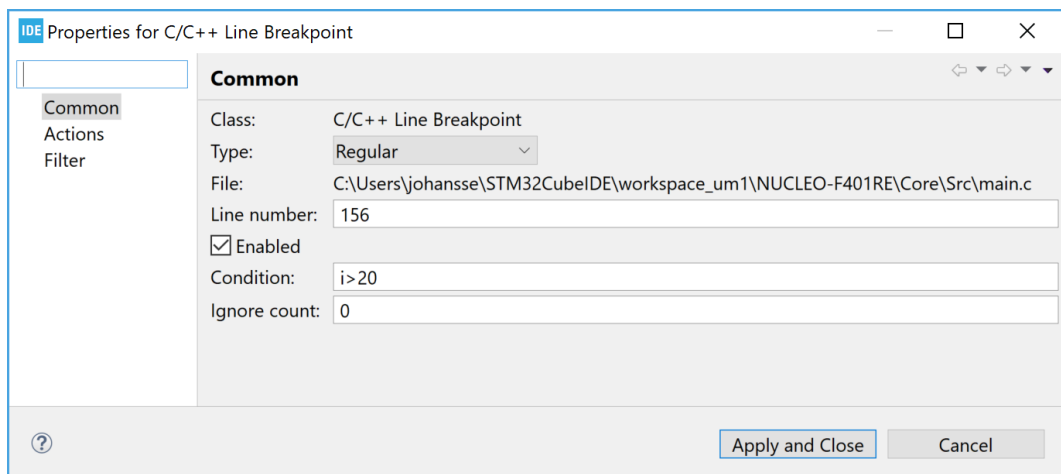 IDE Properties for C/C++ Line Breakpoint
Common
Actions
Filter
Common
Class: C/C++ Line Breakpoint
Type: Regular
File: C:\Users\johansse\STM32CubeIDE\workspace_um1\NUCLEO-F401RE\Core\Src\main.c
Line number: 156
Enabled
Condition: i>20
Ignore count: 0
? Apply and Close Cancel